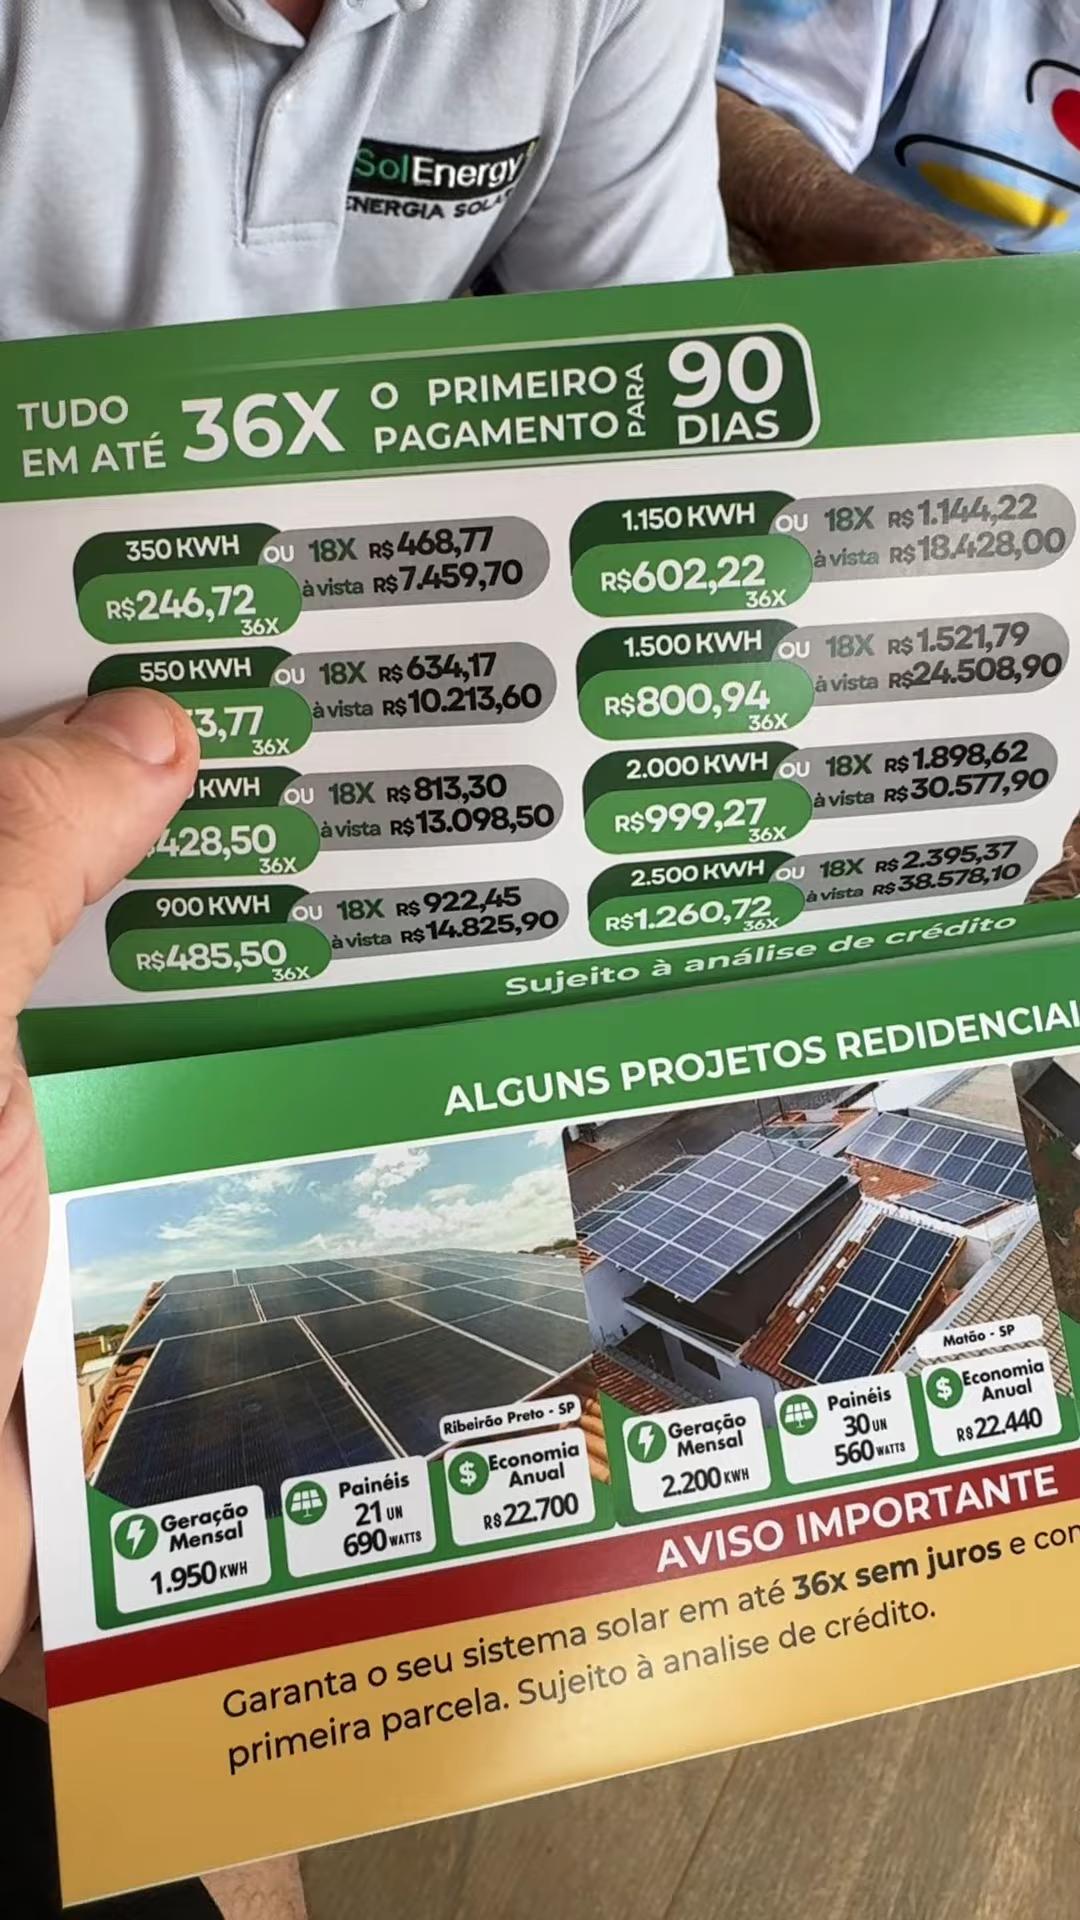 SolEnergy
ENERGIA SOLA
TUDO
EM ATÉ
36X
O PRIMEIRO
PAGAMENTO
PARA
90
DIAS
350 KWH
OU 18X R$468,77
à vista R$7.459,70
R$246,72
36X
550 KWH
OU 18X R$634,17
à vista R$10.213,60
3,77
36X
KWH
OU 18X R$813,30
à vista R$13.098,50
428,50
36X
900 KWH
OU 18X R$922,45
à vista R$14.825,90
R$485,50
36X
1.150 KWH
OU 18X R$1.144,22
à vista R$18.428,00
R$602,22
36X
1.500 KWH
OU 18X R$1.521,79
à vista R$24.508,90
R$800,94
36X
2.000 KWH
OU 18X R$1.898,62
à vista R$30.577,90
R$999,27
36X
2.500 KWH
OU 18X R$2.395,37
à vista R$38.578,10
R$1.260,72
36X
Sujeito à análise de crédito
ALGUNS PROJETOS REDIDENCIAI
Ribeirão Preto - SP
Geração
Mensal
1.950 KWH
Painéis
21 UN
690 WATTS
Economia
Anual
R$22.700
Matão - SP
Geração
Mensal
2.200 KWH
Painéis
30 UN
560 WATTS
Economia
Anual
R$22.440
AVISO IMPORTANTE
Garanta o seu sistema solar em até 36x sem juros e con
primeira parcela. Sujeito à analise de crédito.